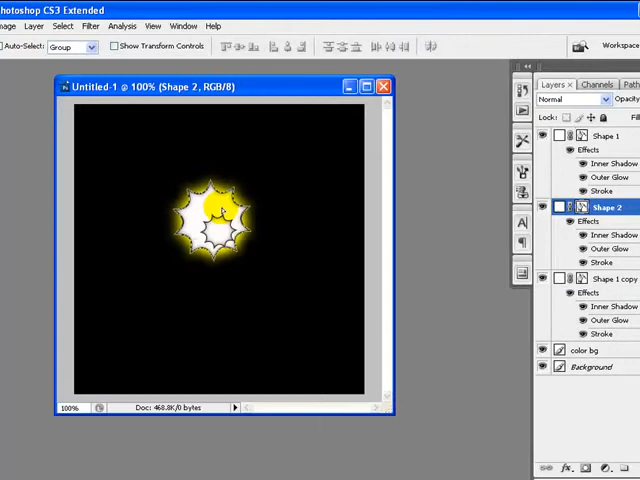 Photoshop CS3 Extended
mage Layer Select Filter Analysis View Window Help
Auto-Select: Group Show Transform Controls Workspace
Untitled-1 @ 100% (Shape 2, RGB/8)
Layers × Channels Paths
Normal Opacity
Lock: Fil
Shape 1
Effects
Inner Shadow
Outer Glow
Stroke
Shape 2
Effects
Inner Shadow
Outer Glow
Stroke
Shape 1 copy
Effects
Inner Shadow
Outer Glow
Stroke
color bg
Background
100% Doc: 468.8K/0 bytes